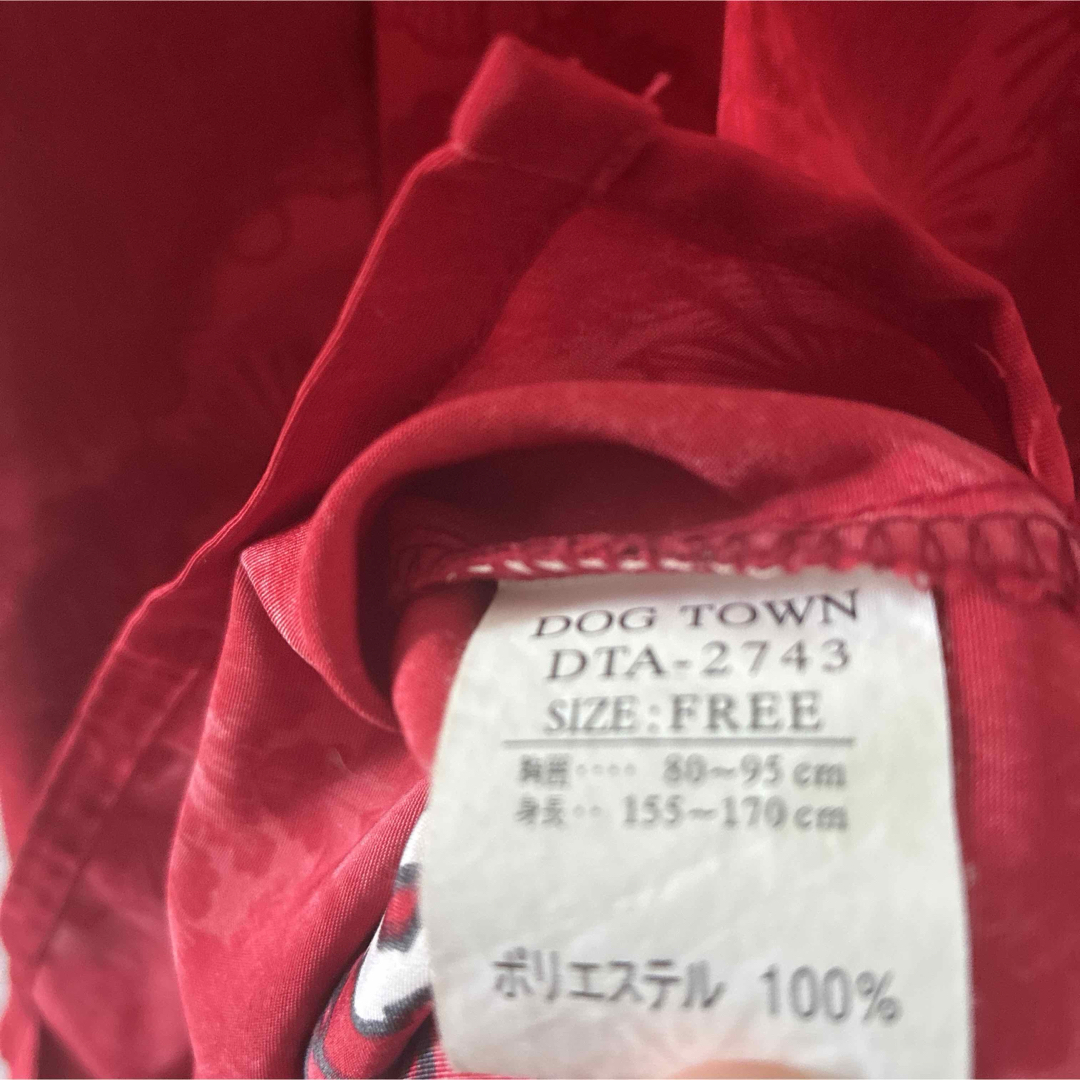 DOG TOWN
DTA-2743
SIZE:FREE
胸囲‥‥ 80~95cm
身長‥ 155~170cm
ポリエステル 100%